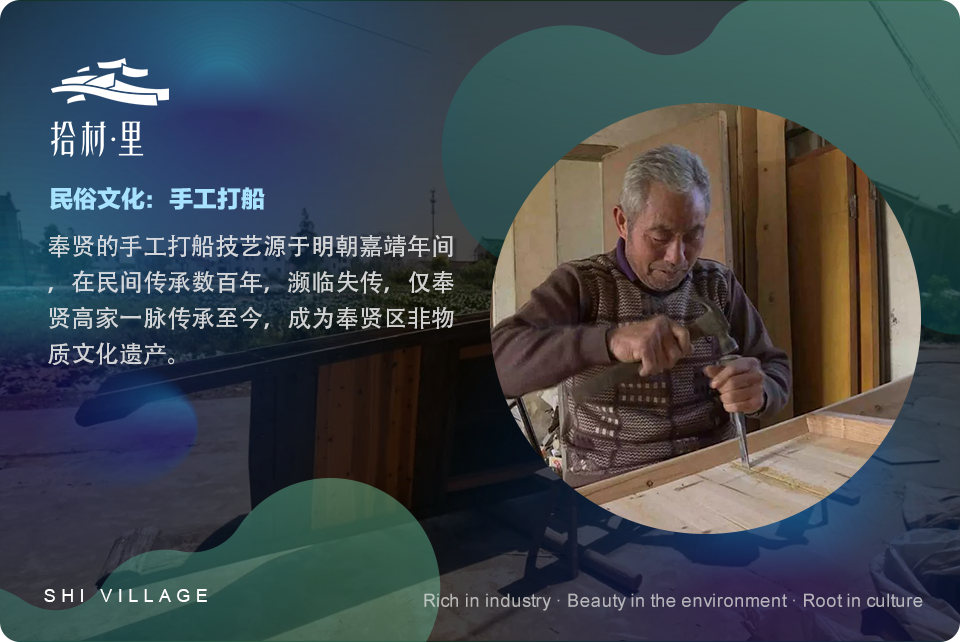 拾村·里
民俗文化：手工打船
奉贤的手工打船技艺源于明朝嘉靖年间
，在民间传承数百年，濒临失传，仅奉
贤高家一脉传承至今，成为奉贤区非物
质文化遗产。
SHI VILLAGE
Rich in industry · Beauty in the environment · Root in culture